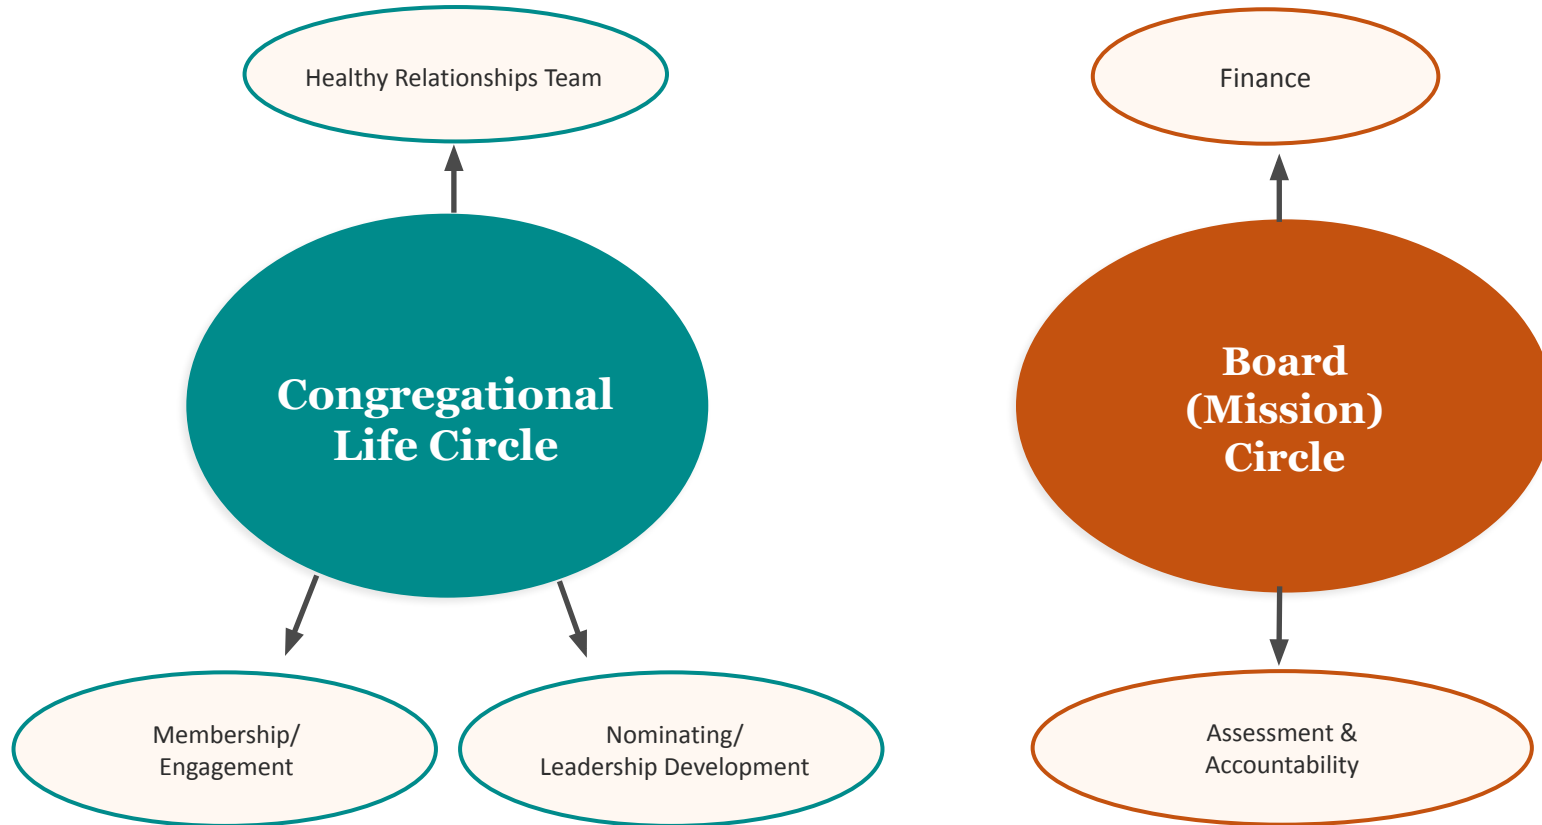 Healthy Relationships Team
Finance
Congregational
Life Circle
Board
(Mission)
Circle
Membership/
Engagement
Nominating/
Leadership Development
Assessment &
Accountability